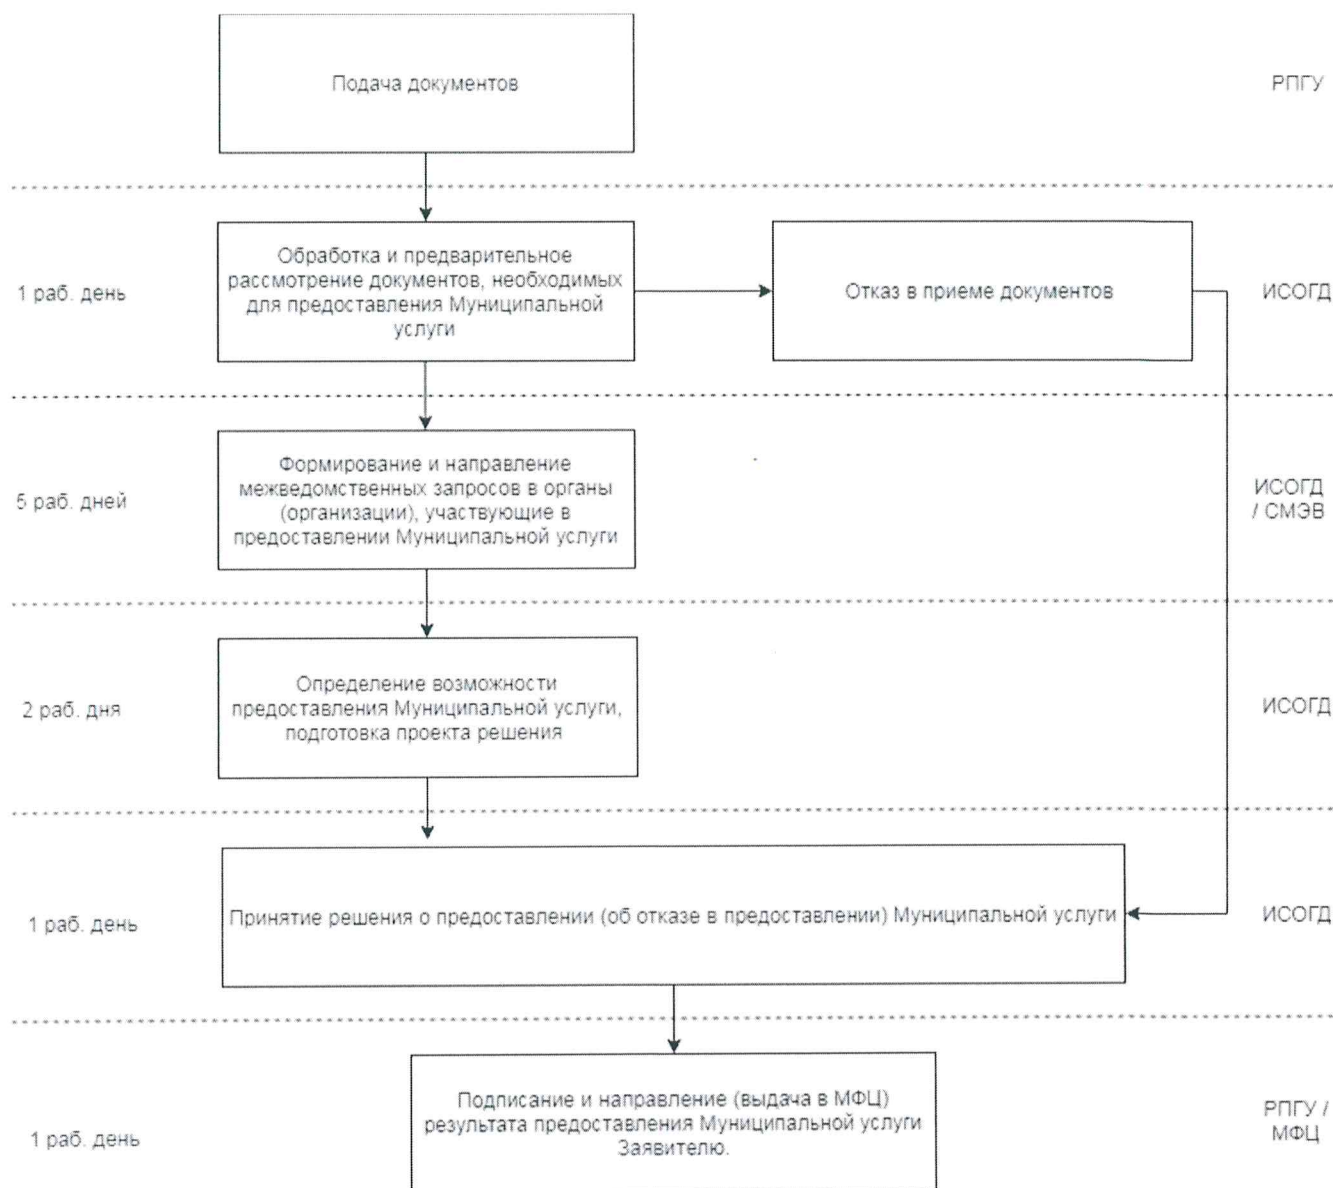 Подача документов
РПГУ
1 раб. день
Обработка и предварительное
рассмотрение документов, необходимых
для предоставления Муниципальной
услуги
Отказ в приеме документов
ИСОГД
5 раб. дней
Формирование и направление
межведомственных запросов в органы
(организации), участвующие в
предоставлении Муниципальной услуги
ИСОГД
/ СМЭВ
2 раб. дня
Определение возможности
предоставления Муниципальной услуги,
подготовка проекта решения
ИСОГД
1 раб. день
Принятие решения о предоставлении (об отказе в предоставлении) Муниципальной услуги
ИСОГД
1 раб. день
Подписание и направление (выдача в МФЦ)
результата предоставления Муниципальной услуги
Заявителю.
РПГУ /
МФЦ